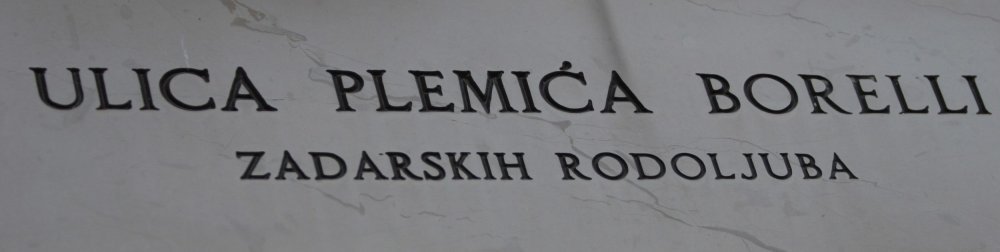 ULICA PLEMIĆA BORELLI
ZADARSKIH RODOLJUBA